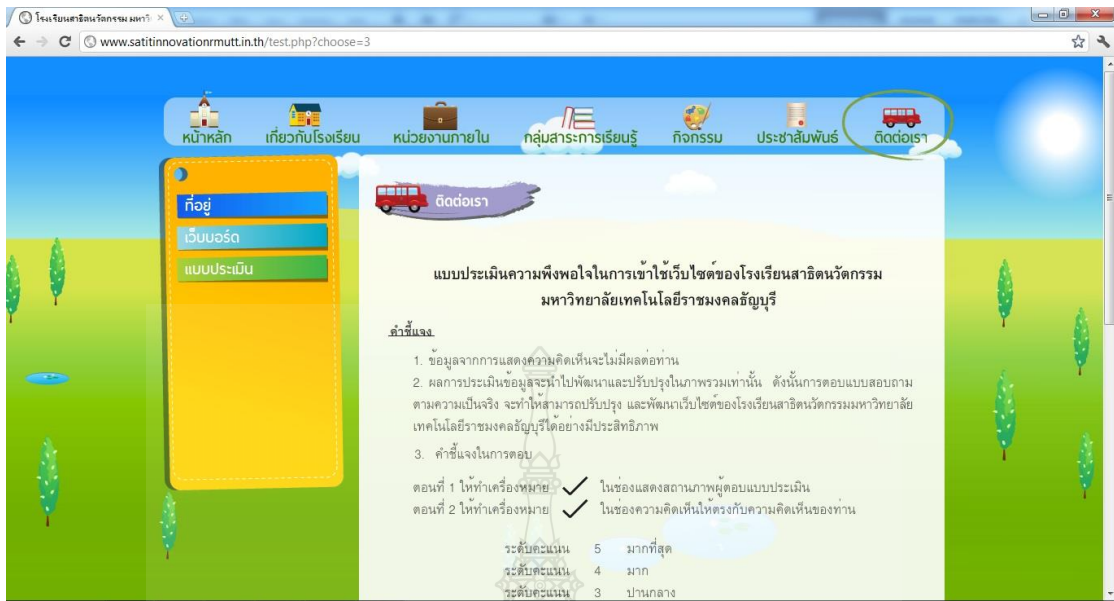 โรงเรียนสาธิตนวัตกรรม มหาวิ
www.satitinnovationrmutt.in.th/test.php?choose=3
หน้าหลัก เกี่ยวกับโรงเรียน หน่วยงานภายใน กลุ่มสาระการเรียนรู้ กิจกรรม ประชาสัมพันธ์ ติดต่อเรา
ที่อยู่
เว็บบอร์ด
แบบประเมิน
ติดต่อเรา
แบบประเมินความพึงพอใจในการเข้าใช้เว็บไซต์ของโรงเรียนสาธิตนวัตกรรม
มหาวิทยาลัยเทคโนโลยีราชมงคลธัญบุรี
คำชี้แจง
1. ข้อมูลจากการแสดงความคิดเห็นจะไม่มีผลต่อท่าน
2. ผลการประเมินข้อมูลจะนำไปพัฒนาและปรับปรุงในภาพรวมเท่านั้น ดังนั้นการตอบแบบสอบถาม
ตามความเป็นจริง จะทำให้สามารถปรับปรุง และพัฒนาเว็บไซต์ของโรงเรียนสาธิตนวัตกรรมมหาวิทยาลัย
เทคโนโลยีราชมงคลธัญบุรีได้อย่างมีประสิทธิภาพ
3. คำชี้แจงในการตอบ
ตอนที่ 1 ให้ทำเครื่องหมาย ✓ ในช่องแสดงสถานภาพผู้ตอบแบบประเมิน
ตอนที่ 2 ให้ทำเครื่องหมาย ✓ ในช่องความคิดเห็นให้ตรงกับความคิดเห็นของท่าน
ระดับคะแนน 5 มากที่สุด
ระดับคะแนน 4 มาก
ระดับคะแนน 3 ปานกลาง